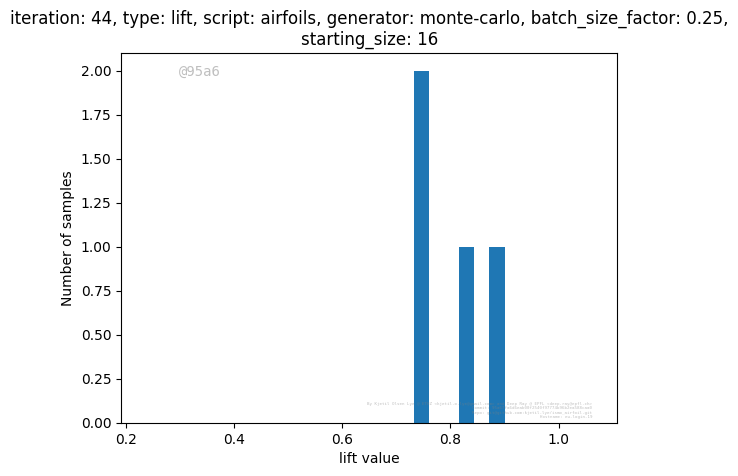 iteration: 44, type: lift, script: airfoils, generator: monte-carlo, batch_size_factor: 0.25,
starting_size: 16
@95a6
2.00
1.75
1.50
1.25
1.00
0.75
0.50
0.25
0.00
Number of samples
0.2
0.4
0.6
0.8
1.0
lift value